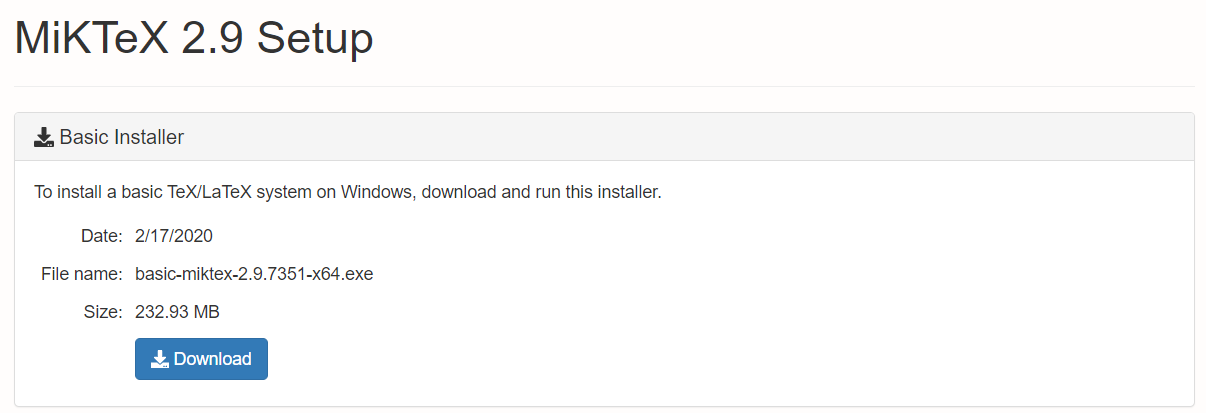 MiKTeX 2.9 Setup
Basic Installer
To install a basic TeX/LaTeX system on Windows, download and run this installer.
Date: 2/17/2020
File name: basic-miktex-2.9.7351-x64.exe
Size: 232.93 MB
Download